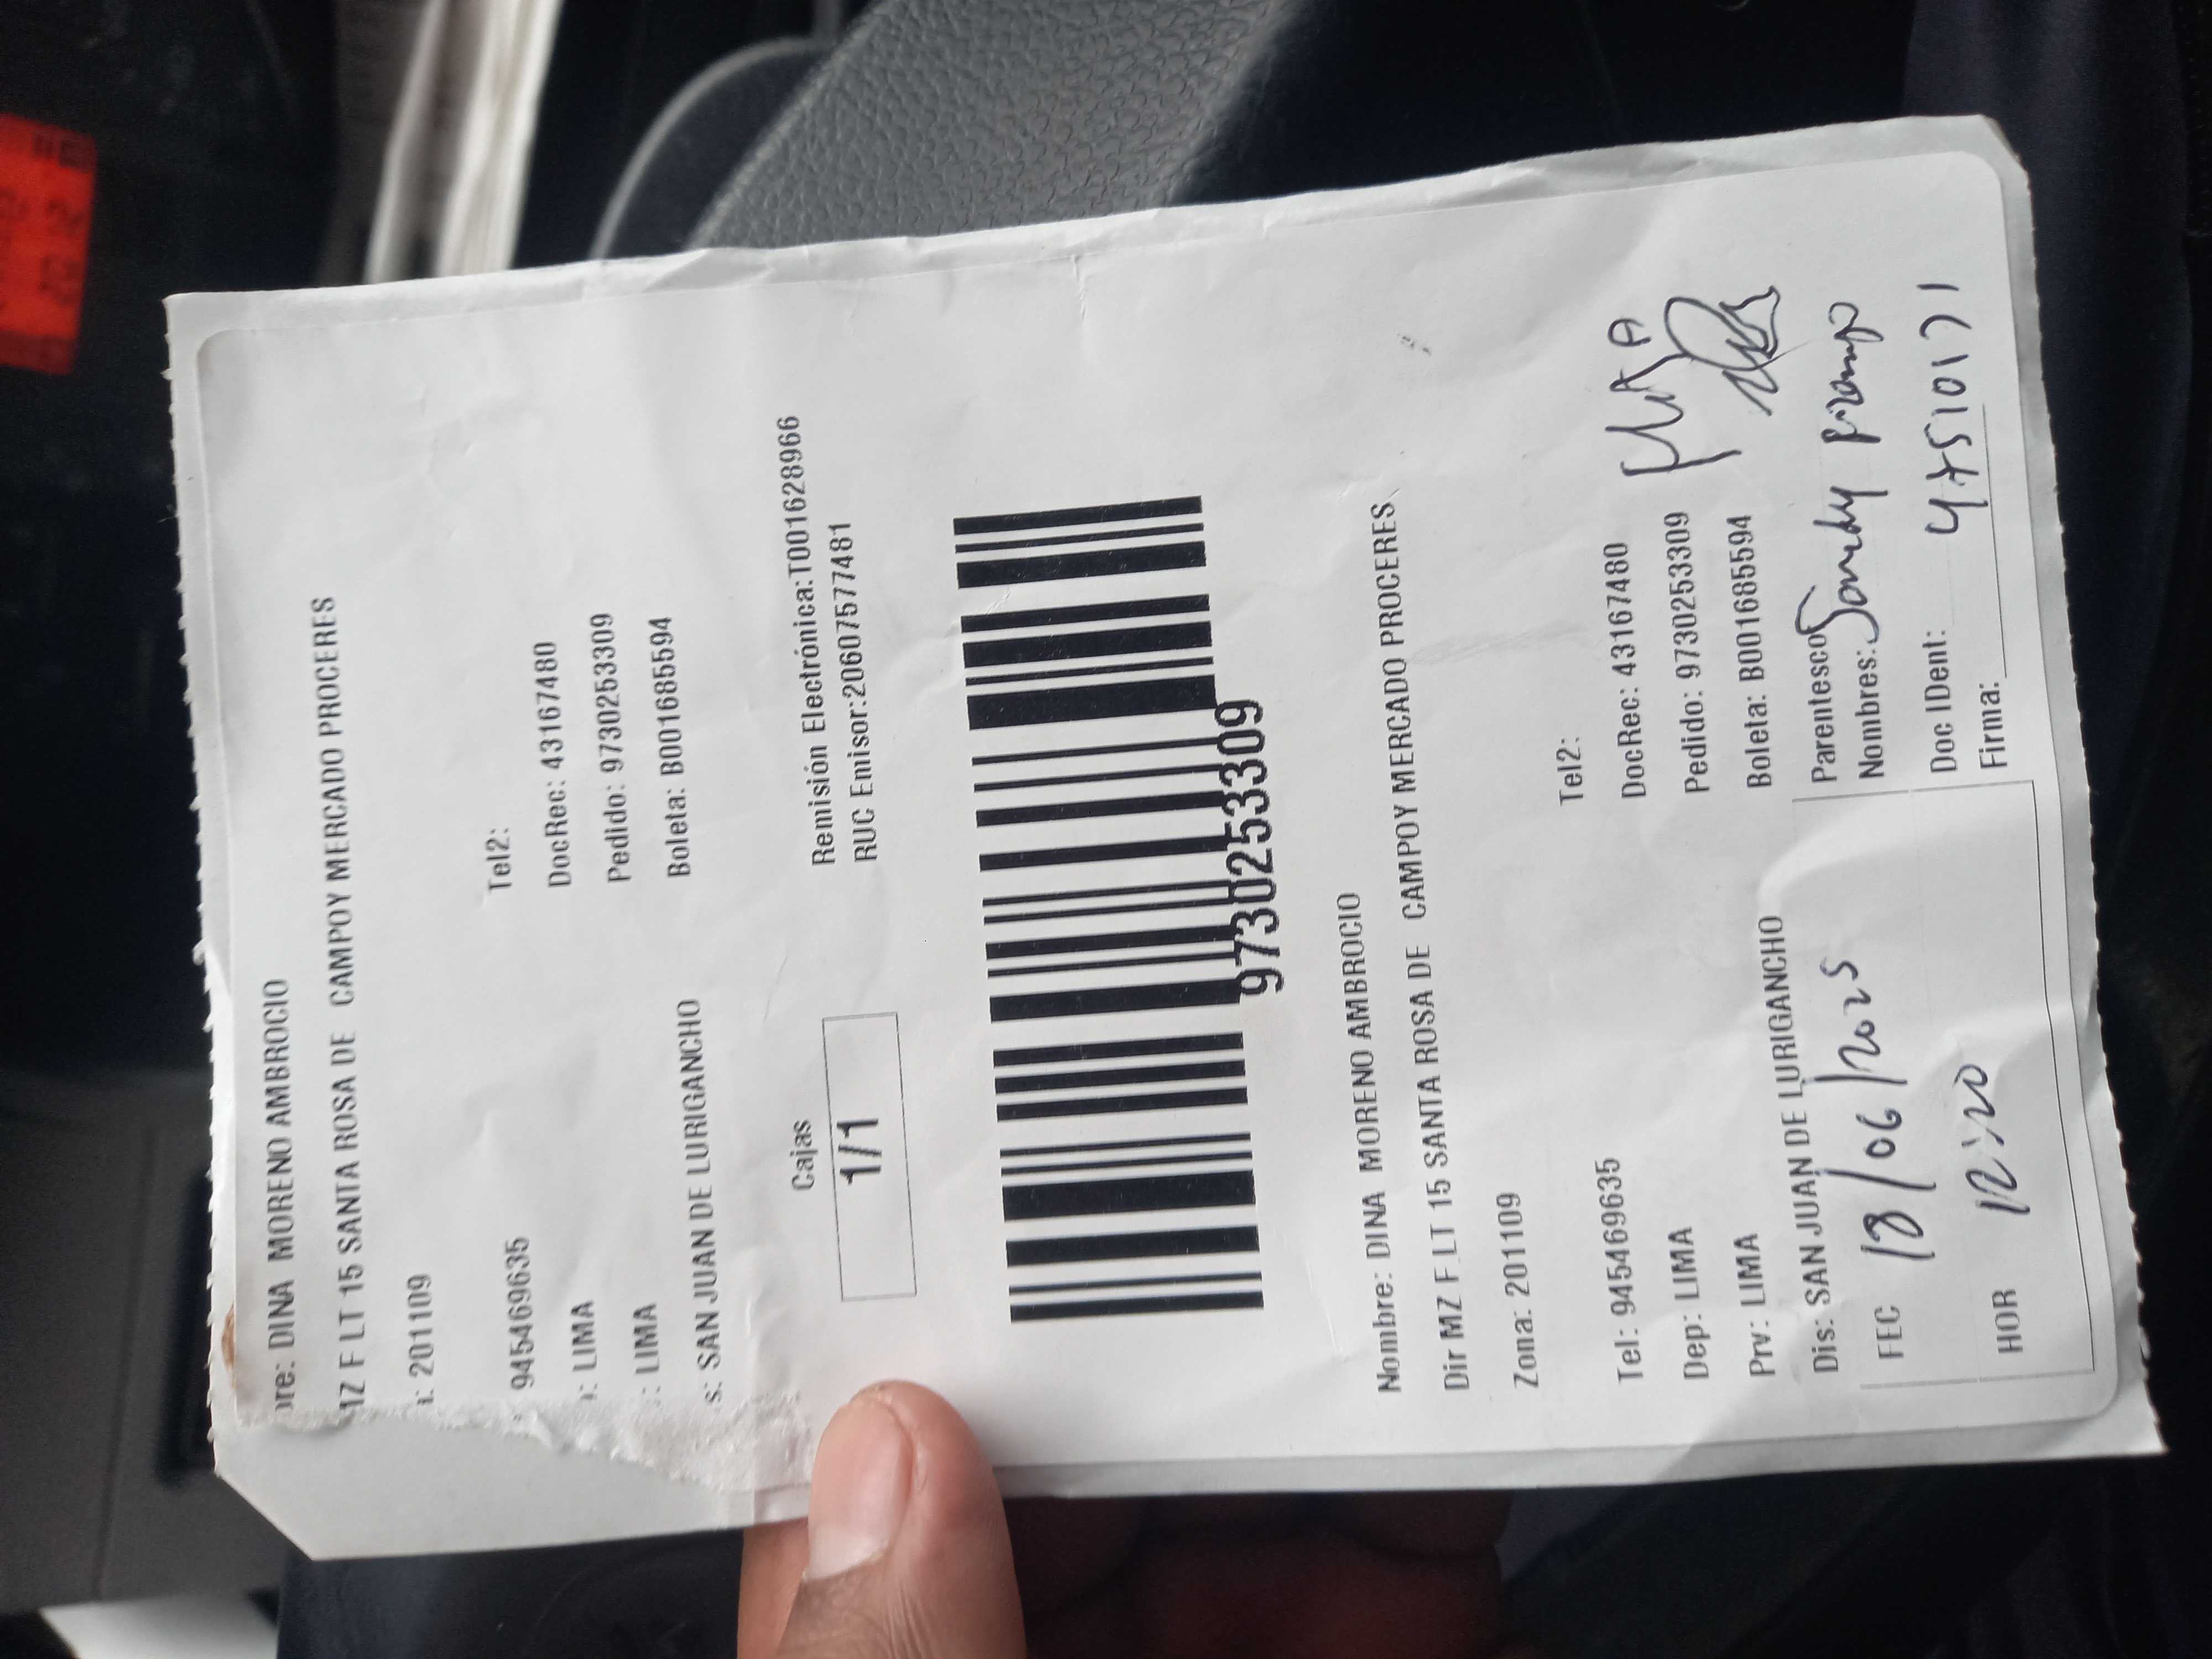 ore: DINA MORENO AMBROCIO
1Z F LT 15 SANTA ROSA DE CAMPOY MERCADO PROCERES
: 201109
945469635 Tel2:
: LIMA DocRec: 43167480
: LIMA Pedido: 97302533​09
s: SAN JUAN DE LURIGANCHO Boleta: B001685594
Cajas Remisión Electrónica:T001628966
1/1 RUC Emisor:20607577481
9730253309
Nombre: DINA MORENO AMBROCIO
Dir MZ F LT 15 SANTA ROSA DE CAMPOY MERCADO PROCERES
Zona: 201109
Tel: 945469635 Tel2:
Dep: LIMA DocRec: 43167480
Prv: LIMA Pedido: 9730253309
Dis: SAN JUAN DE LURIGANCHO Boleta: B001685594
FEC 18/06/2025 Parentesco
Nombres: Sandy
HOR 12:20 Doc IDent: 47510171
Firma: